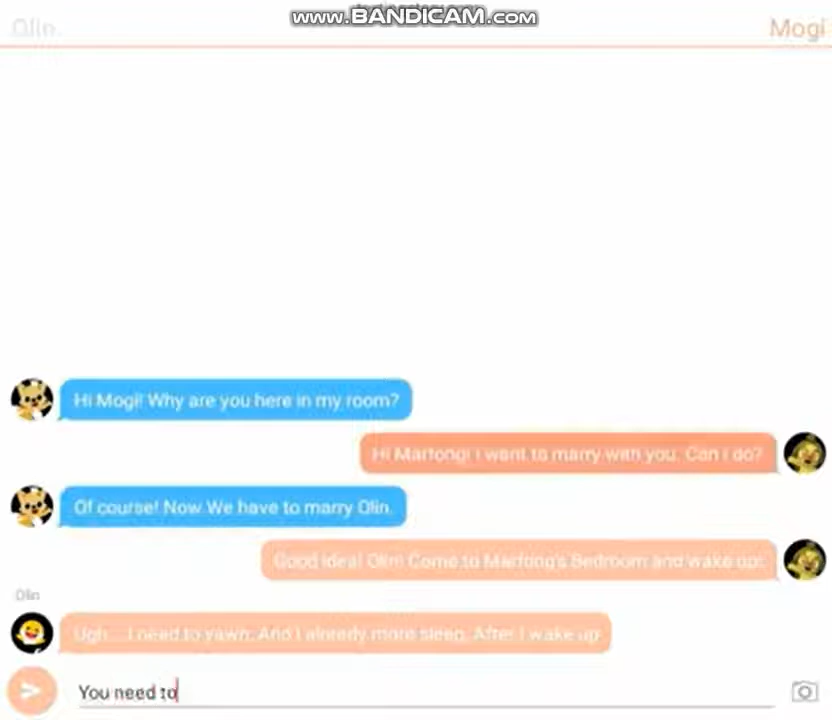 www.BANDICAM.com
Olin
Mogi
Hi Mogi! Why are you here in my room?
Hi Marfong! I want to marry with you. Can I do?
Of course! Now We have to marry Olin.
Good Idea! Olin! Come to Marfong's Bedroom and wake up!
Olin
Ugh... I need to yawn. And I already more sleep. After I wake up
You need to